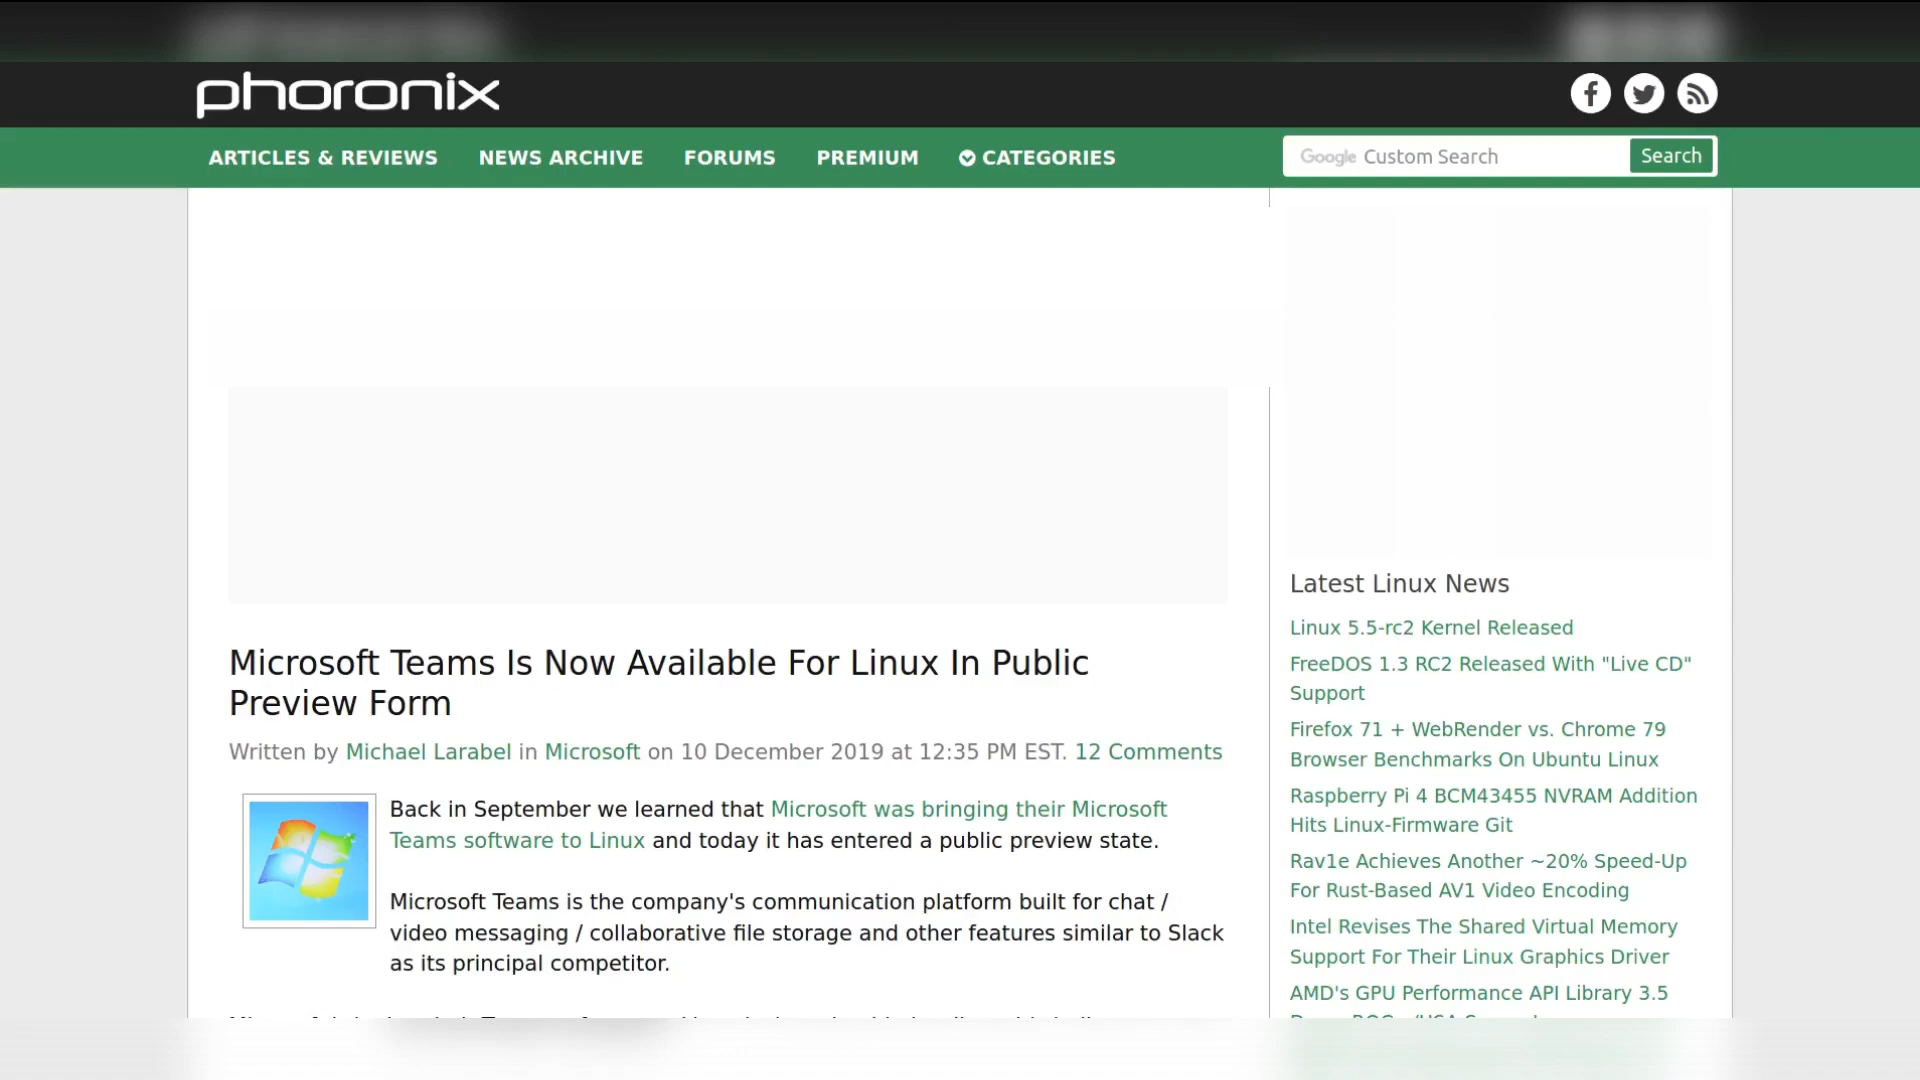 phoronix
ARTICLES & REVIEWS
NEWS ARCHIVE
FORUMS
PREMIUM
CATEGORIES
Google Custom Search
Search
Microsoft Teams Is Now Available For Linux In Public
Preview Form
Written by Michael Larabel in Microsoft on 10 December 2019 at 12:35 PM EST. 12 Comments
Back in September we learned that Microsoft was bringing their Microsoft
Teams software to Linux and today it has entered a public preview state.
Microsoft Teams is the company's communication platform built for chat /
video messaging / collaborative file storage and other features similar to Slack
as its principal competitor.
Latest Linux News
Linux 5.5-rc2 Kernel Released
FreeDOS 1.3 RC2 Released With "Live CD"
Support
Firefox 71 + WebRender vs. Chrome 79
Browser Benchmarks On Ubuntu Linux
Raspberry Pi 4 BCM43455 NVRAM Addition
Hits Linux-Firmware Git
Rav1e Achieves Another ~20% Speed-Up
For Rust-Based AV1 Video Encoding
Intel Revises The Shared Virtual Memory
Support For Their Linux Graphics Driver
AMD's GPU Performance API Library 3.5